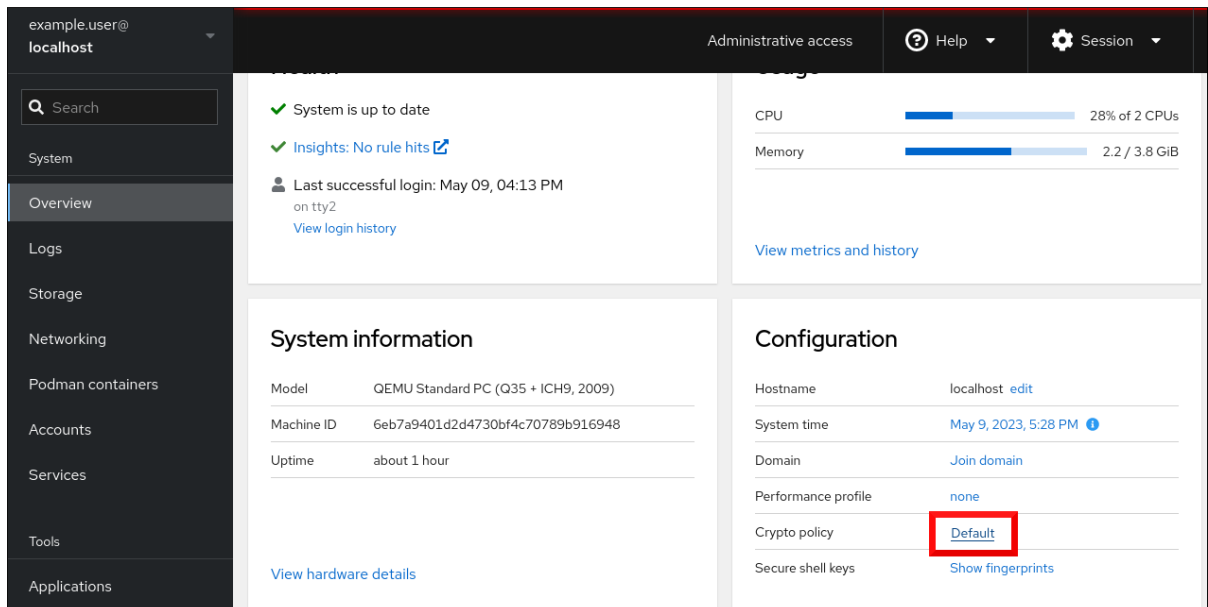 example.user@
localhost
Administrative access
Help
Session
Search
System
Overview
Logs
Storage
Networking
Podman containers
Accounts
Services
Tools
Applications
Health
System is up to date
Insights: No rule hits
Last successful login: May 09, 04:13 PM
on tty2
View login history
Usage
CPU 28% of 2 CPUs
Memory 2.2 / 3.8 GiB
View metrics and history
System information
Model QEMU Standard PC (Q35 + ICH9, 2009)
Machine ID 6eb7a9401d2d4730bf4c70789b916948
Uptime about 1 hour
View hardware details
Configuration
Hostname localhost edit
System time May 9, 2023, 5:28 PM
Domain Join domain
Performance profile none
Crypto policy Default
Secure shell keys Show fingerprints